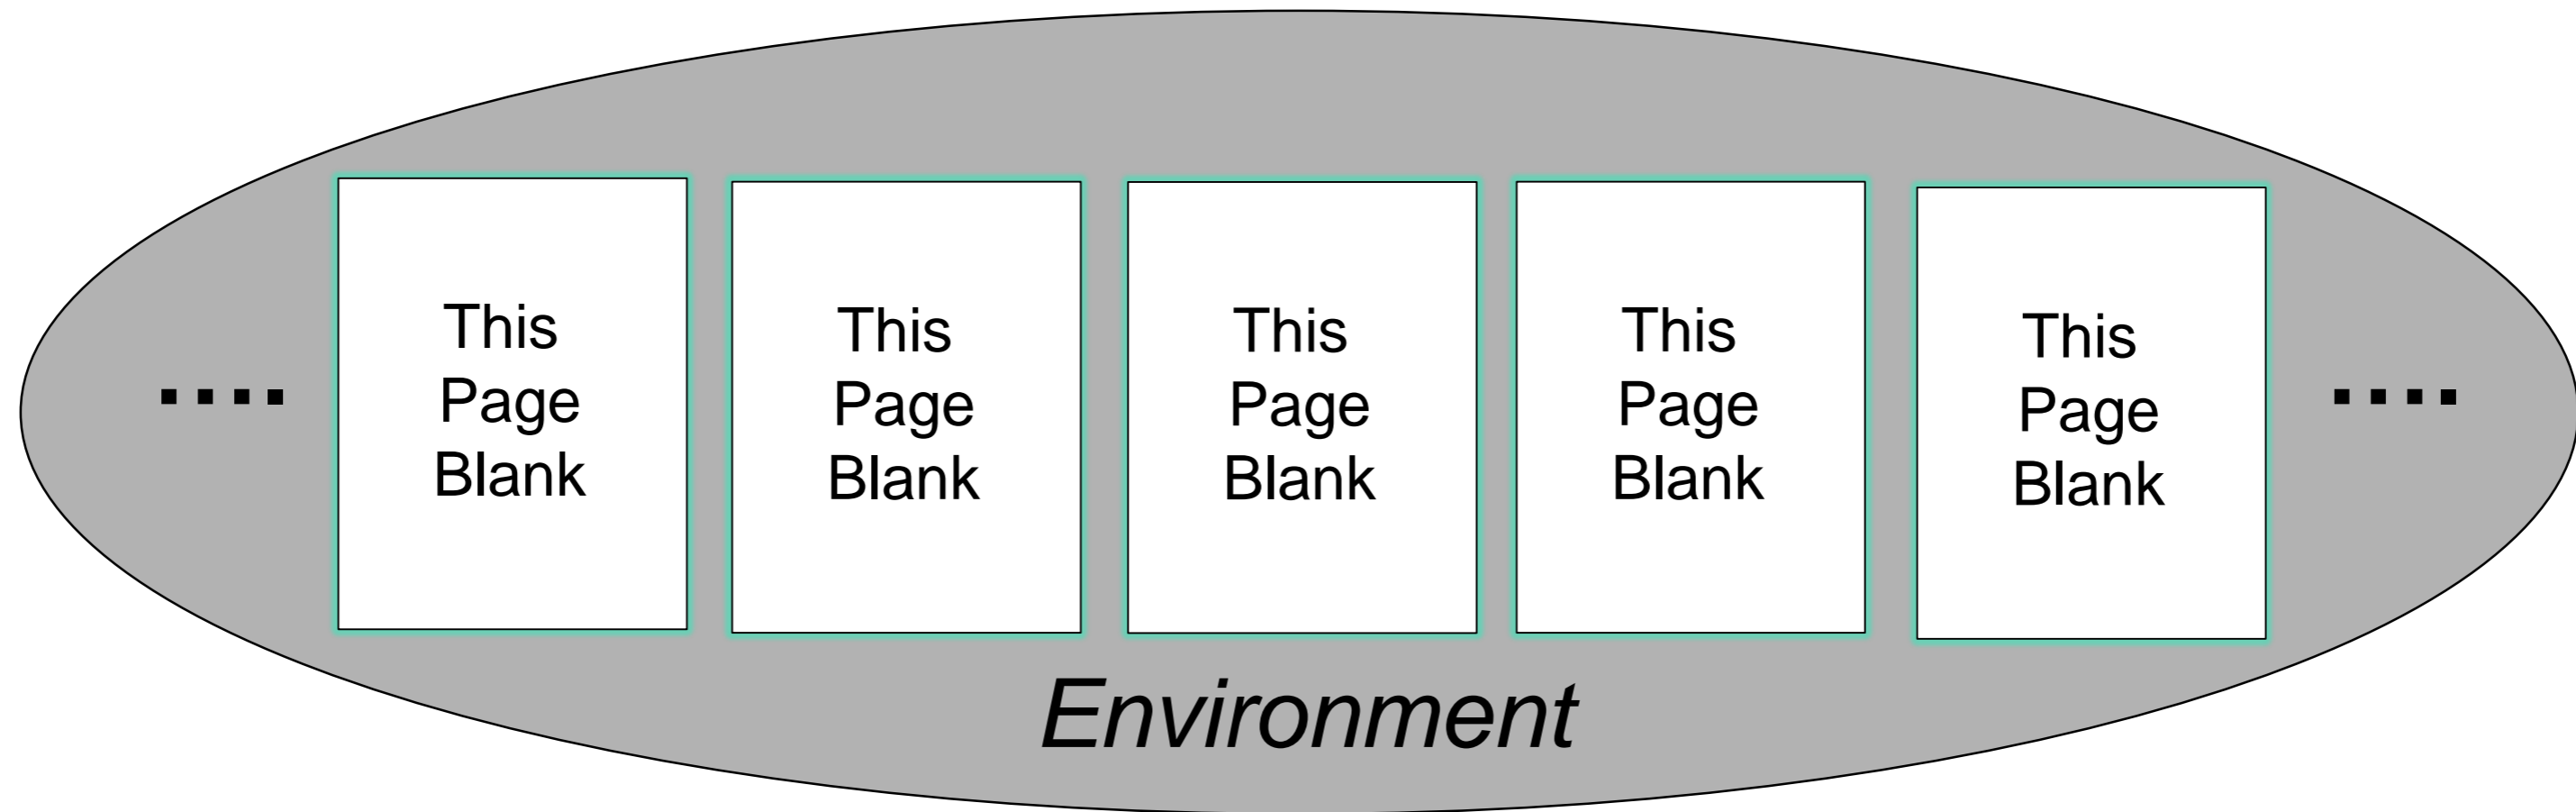 This
Page
Blank
This
Page
Blank
This
Page
Blank
This
Page
Blank
This
Page
Blank
....
....
Environment